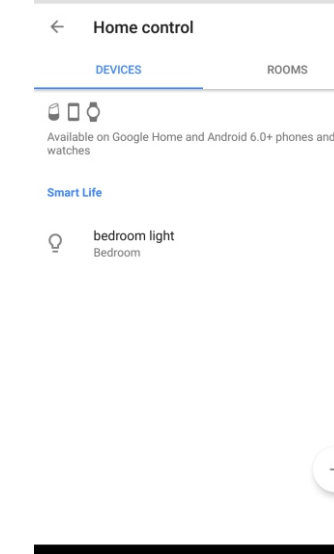 Home control
DEVICES
ROOMS
Available on Google Home and Android 6.0+ phones and
watches
Smart Life
bedroom light
Bedroom